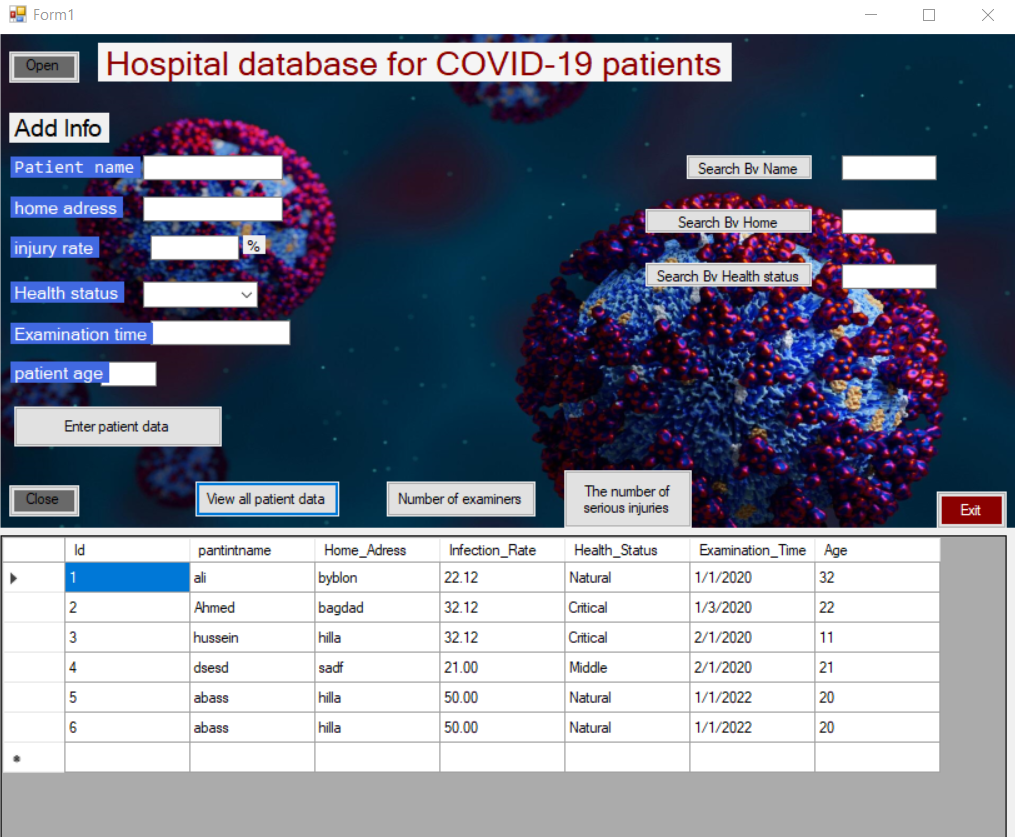 Form1
Open
Hospital database for COVID-19 patients
Add Info
Patient name
Search By Name
home adress
Search By Home
injury rate
%
Search By Health status
Health status
Examination time
patient age
Enter patient data
Close
View all patient data
Number of examiners
The number of
serious injuries
Exit
Id pantintname Home_Adress Infection_Rate Health_Status Examination_Time Age
1 ali byblon 22.12 Natural 1/1/2020 32
2 Ahmed bagdad 32.12 Critical 1/3/2020 22
3 hussein hilla 32.12 Critical 2/1/2020 11
4 dsesd sadf 21.00 Middle 2/1/2020 21
5 abass hilla 50.00 Natural 1/1/2022 20
6 abass hilla 50.00 Natural 1/1/2022 20